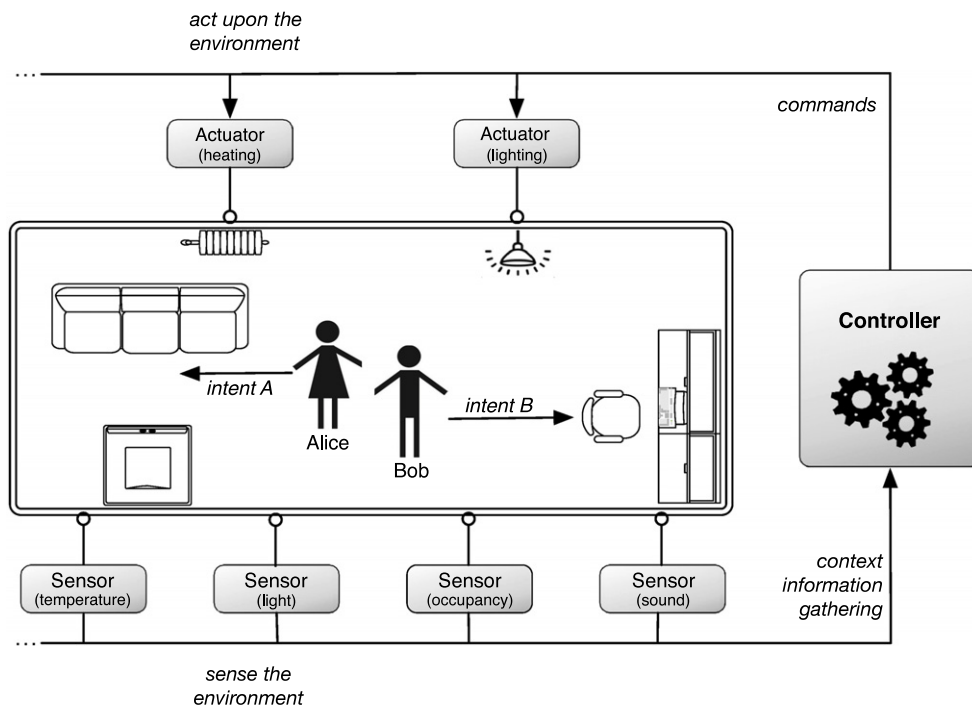 act upon the
environment
...
commands
Actuator
(heating)
Actuator
(lighting)
Controller
intent A
intent B
Alice
Bob
Sensor
(temperature)
Sensor
(light)
Sensor
(occupancy)
Sensor
(sound)
context
information
gathering
...
sense the
environment